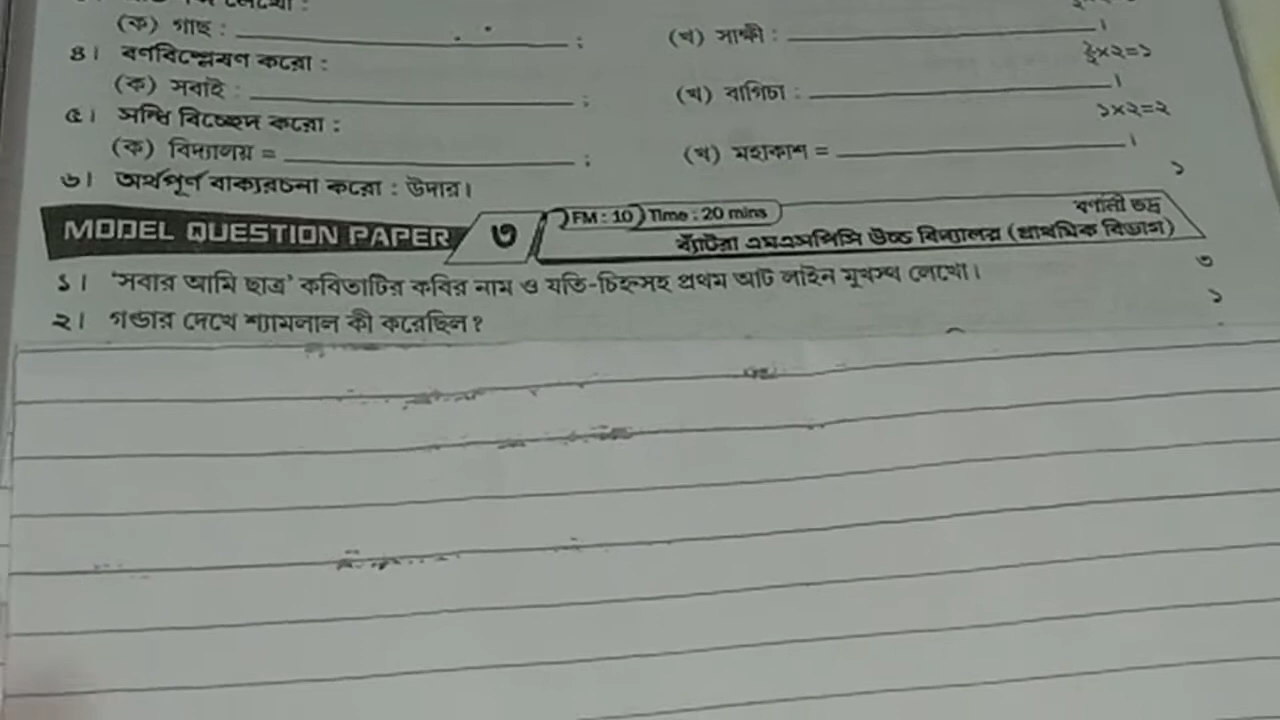 লেখো :
(ক) গাছ : ; (খ) সাক্ষী : ।
৪। বর্ণবিশ্লেষণ করো : ½×২=১
(ক) সবাই : ; (খ) বাগিচা : ।
৫। সন্ধি বিচ্ছেদ করো : ১×২=২
(ক) বিদ্যালয় = ; (খ) মহাকাশ = ।
৬। অর্থপূর্ণ বাক্যরচনা করো : উদার। ১
MODEL QUESTION PAPER ৩ FM : 10 Time : 20 mins
বর্ণালী ভদ্র
ব্যাঁটরা এমএসপিসি উচ্চ বিদ্যালয় (প্রাথমিক বিভাগ)
১। 'সবার আমি ছাত্র' কবিতাটির কবির নাম ও যতি-চিহ্নসহ প্রথম আট লাইন মুখস্থ লেখো। ৩
২। গণ্ডার দেখে শ্যামলাল কী করেছিল? ১